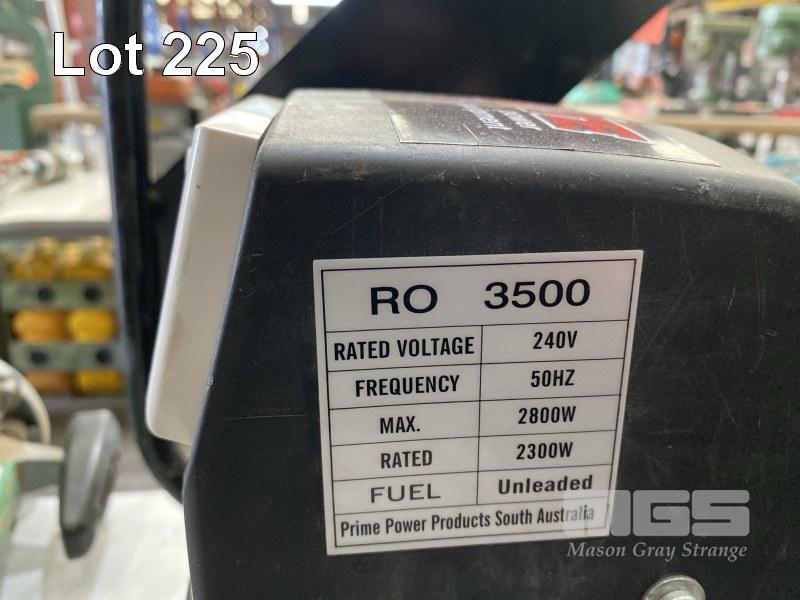 Lot 225
RO 3500
RATED VOLTAGE 240V
FREQUENCY 50HZ
MAX. 2800W
RATED 2300W
FUEL Unleaded
Prime Power Products South Australia
MGS
Mason Gray Strange